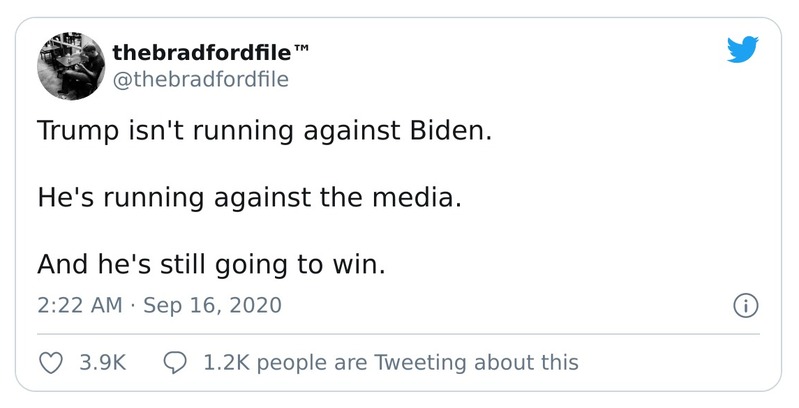 thebradfordfile™
@thebradfordfile
Trump isn't running against Biden.
He's running against the media.
And he's still going to win.
2:22 AM · Sep 16, 2020
3.9K 1.2K people are Tweeting about this